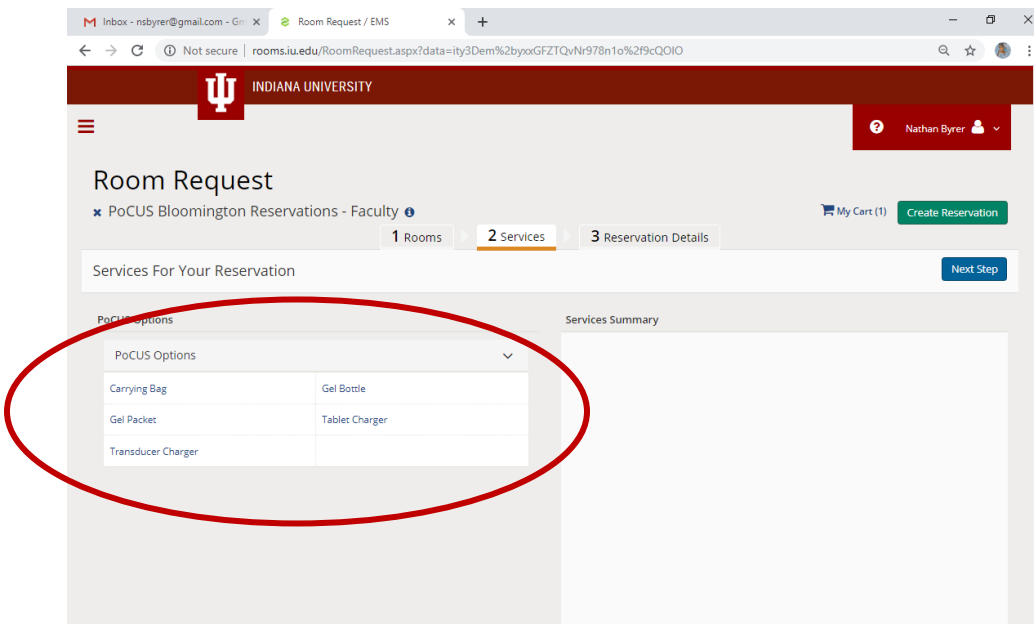 Inbox - nsbyrer@gmail.com - Gm
Room Request / EMS
Not secure | rooms.iu.edu/RoomRequest.aspx?data=ity3Dem%2byxxGFZTQvNr978n1o%2f9cQOIO
INDIANA UNIVERSITY
Nathan Byrer
Room Request
PoCUS Bloomington Reservations - Faculty
My Cart (1) Create Reservation
1 Rooms 2 Services 3 Reservation Details
Services For Your Reservation Next Step
PoCUS Options Services Summary
PoCUS Options
Carrying Bag Gel Bottle
Gel Packet Tablet Charger
Transducer Charger